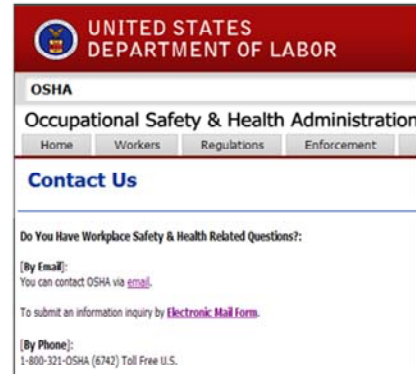 UNITED STATES
DEPARTMENT OF LABOR
OSHA
Occupational Safety & Health Administration
Home Workers Regulations Enforcement
Contact Us
Do You Have Workplace Safety & Health Related Questions?:
[By Email]:
You can contact OSHA via email.
To submit an information inquiry by Electronic Mail Form.
[By Phone]:
1-800-321-OSHA (6742) Toll Free U.S.